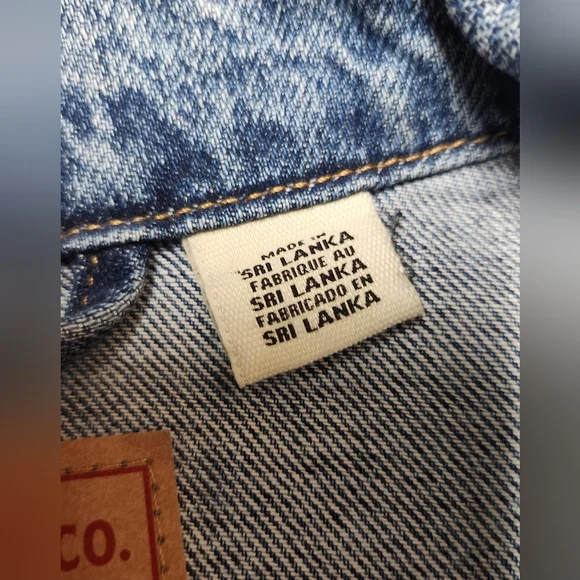 MADE IN
SRI LANKA
FABRIQUE AU
SRI LANKA
FABRICADO EN
SRI LANKA
CO.